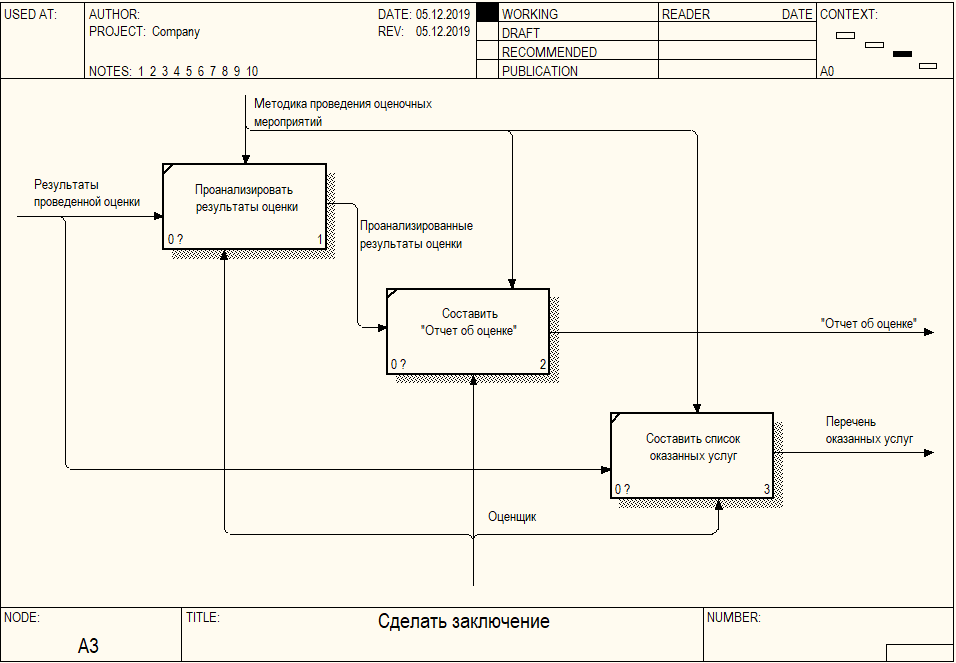 USED AT:
AUTHOR:
DATE: 05.12.2019
PROJECT: Company
REV: 05.12.2019
NOTES: 1 2 3 4 5 6 7 8 9 10
WORKING
DRAFT
RECOMMENDED
PUBLICATION
READER
DATE
CONTEXT:
A0
Методика проведения оценочных
мероприятий
Результаты
проведенной оценки
Проанализировать
результаты оценки
0 ?
1
Проанализированные
результаты оценки
Составить
"Отчет об оценке"
0 ?
2
"Отчет об оценке"
Составить список
оказанных услуг
0 ?
3
Перечень
оказанных услуг
Оценщик
NODE:
A3
TITLE:
Сделать заключение
NUMBER: